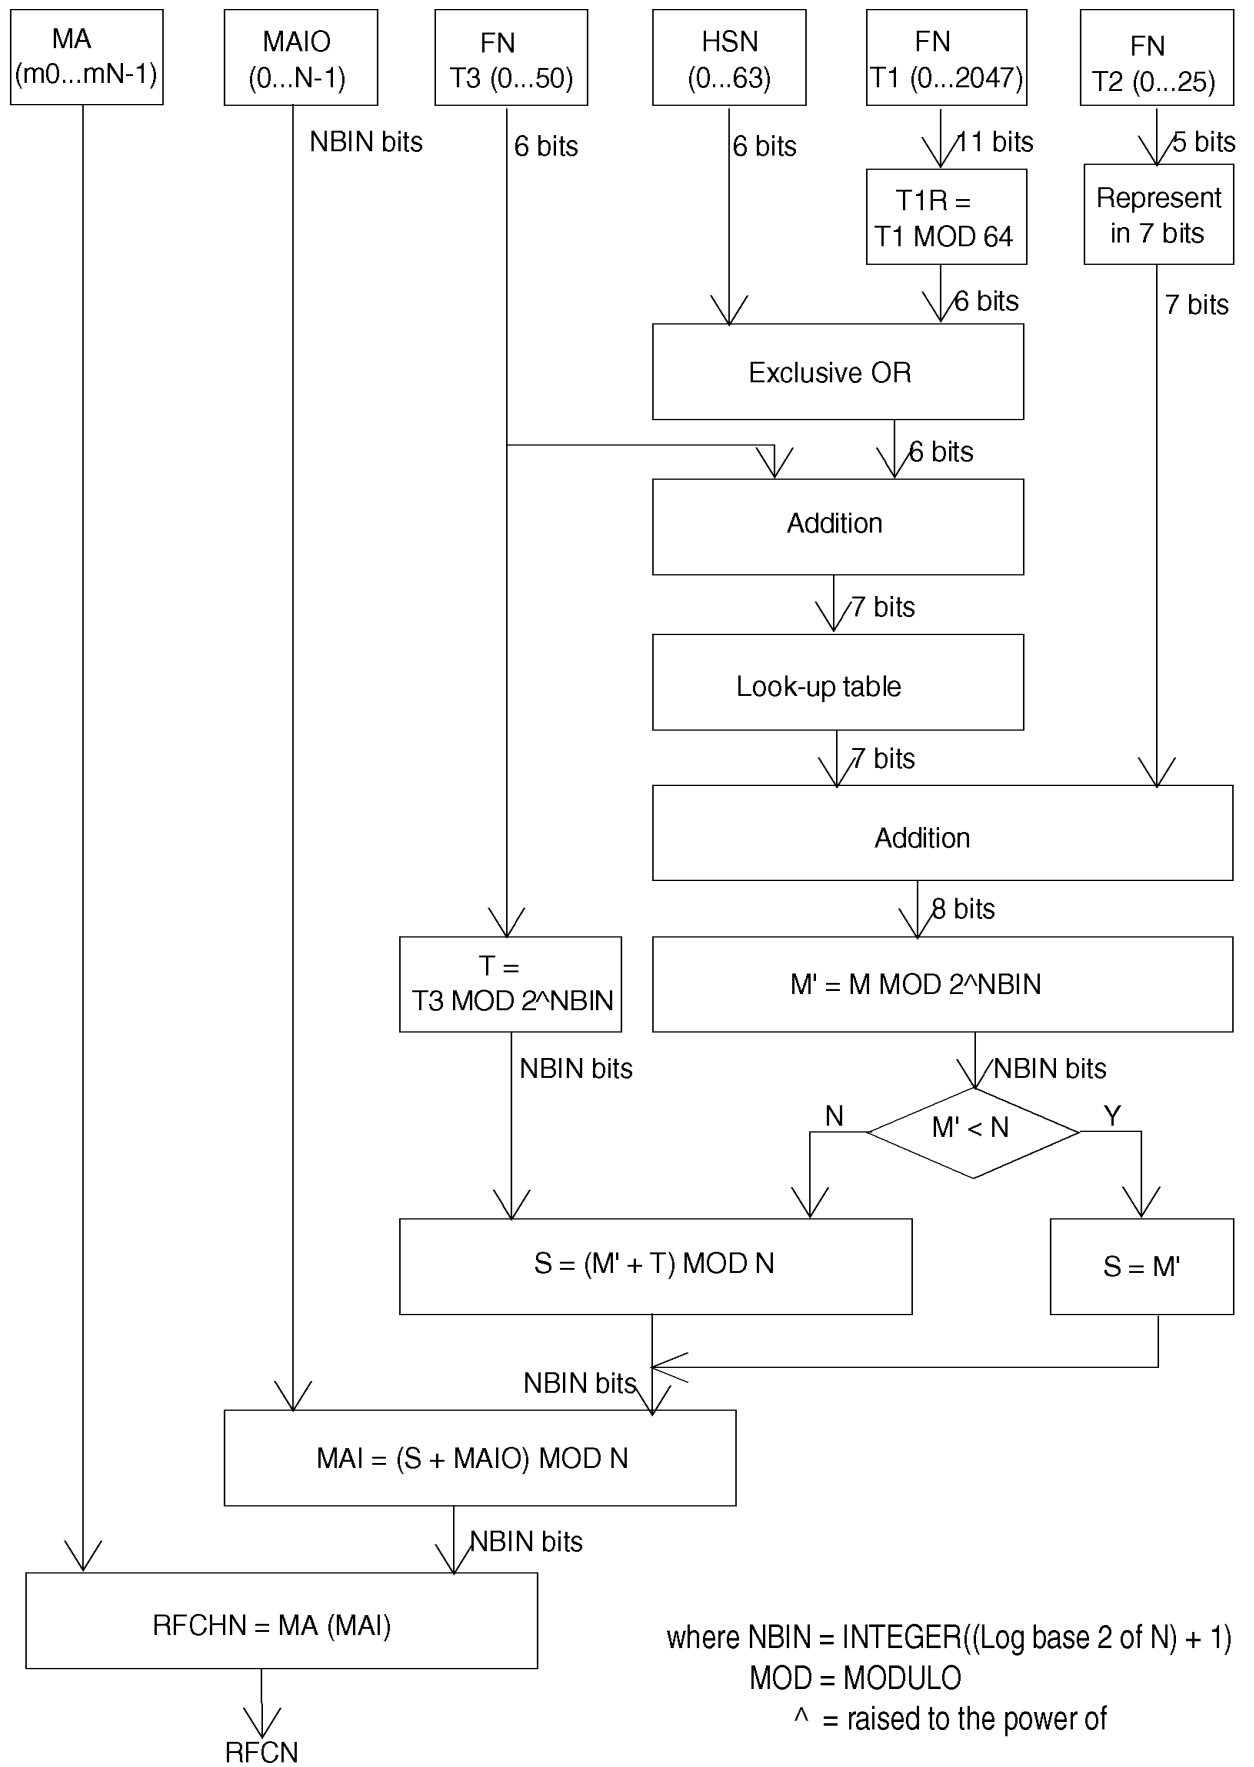 MA
(m0...mN-1)
MAIO
(0...N-1)
FN
T3 (0...50)
HSN
(0...63)
FN
T1 (0...2047)
FN
T2 (0...25)
NBIN bits
6 bits
6 bits
11 bits
5 bits
T1R =
T1 MOD 64
Represent
in 7 bits
6 bits
7 bits
Exclusive OR
6 bits
Addition
7 bits
Look-up table
7 bits
Addition
8 bits
T =
T3 MOD 2^NBIN
M' = M MOD 2^NBIN
NBIN bits
NBIN bits
N
M' < N
Y
S = (M' + T) MOD N
S = M'
NBIN bits
MAI = (S + MAIO) MOD N
NBIN bits
RFCHN = MA (MAI)
where NBIN = INTEGER((Log base 2 of N) + 1)
MOD = MODULO
^ = raised to the power of
RFCN